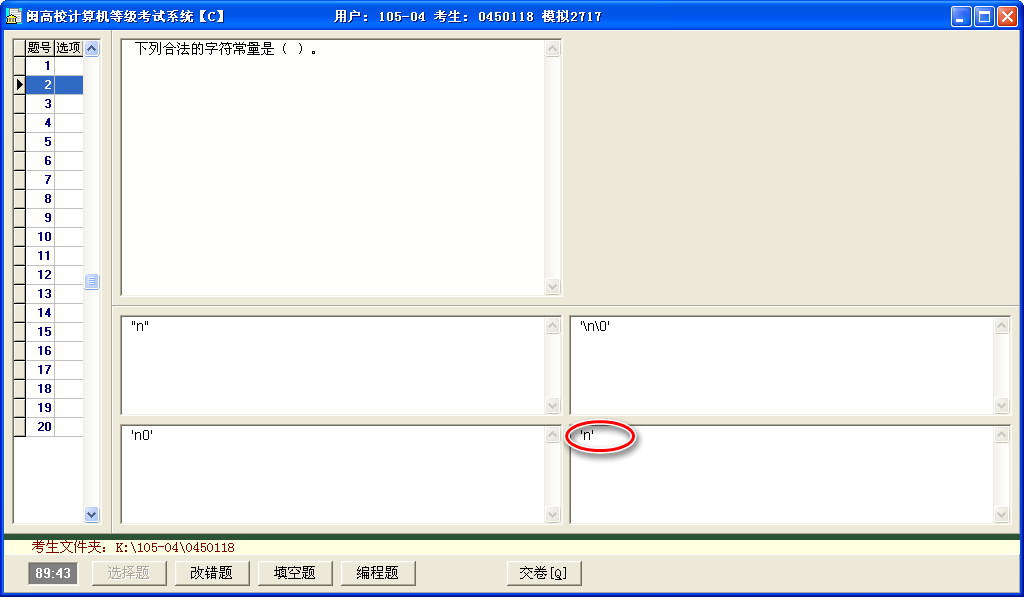 闽高校计算机等级考试系统【C】 用户: 105-04 考生: 0450118 模拟2717
题号 选项
1
2
3
4
5
6
7
8
9
10
11
12
13
14
15
16
17
18
19
20
下列合法的字符常量是（ ）。
"n"
'\n\0'
'n0'
'n'
考生文件夹: K:\105-04\0450118
89:43 选择题 改错题 填空题 编程题 交卷[Q]